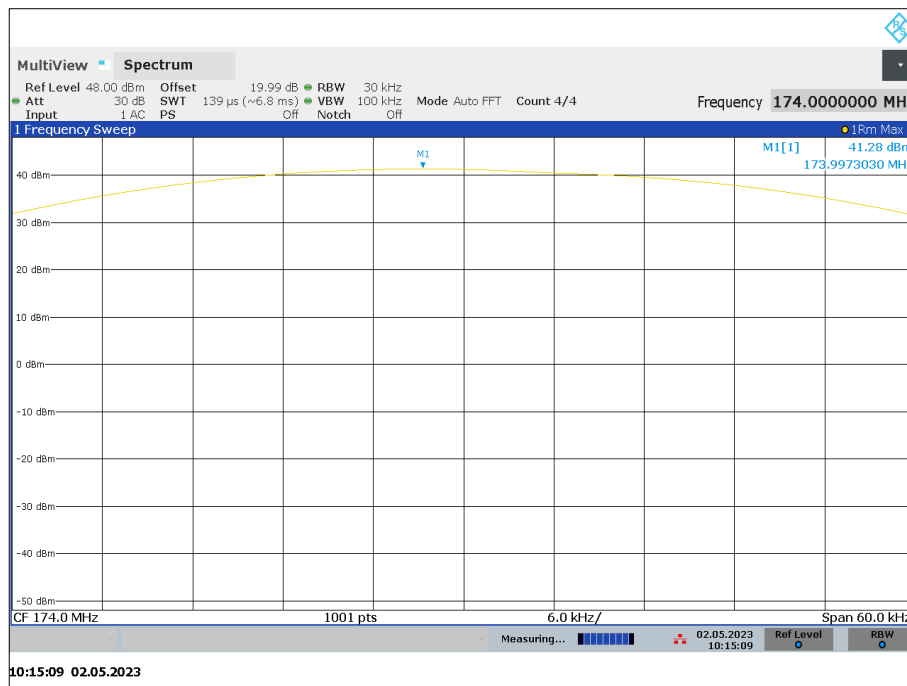 R
S
MultiView Spectrum
Ref Level 48.00 dBm Offset 19.99 dB RBW 30 kHz
Att 30 dB SWT 139 µs (~6.8 ms) VBW 100 kHz Mode Auto FFT Count 4/4 Frequency 174.0000000 MH
Input 1 AC PS Off Notch Off
1 Frequency Sweep 1Rm Max
M1[1] 41.28 dBm
173.9973030 MH
M1
40 dBm
30 dBm
20 dBm
10 dBm
0 dBm
-10 dBm
-20 dBm
-30 dBm
-40 dBm
-50 dBm
CF 174.0 MHz 1001 pts 6.0 kHz/ Span 60.0 kHz
Measuring... 02.05.2023 Ref Level RBW
10:15:09
10:15:09 02.05.2023